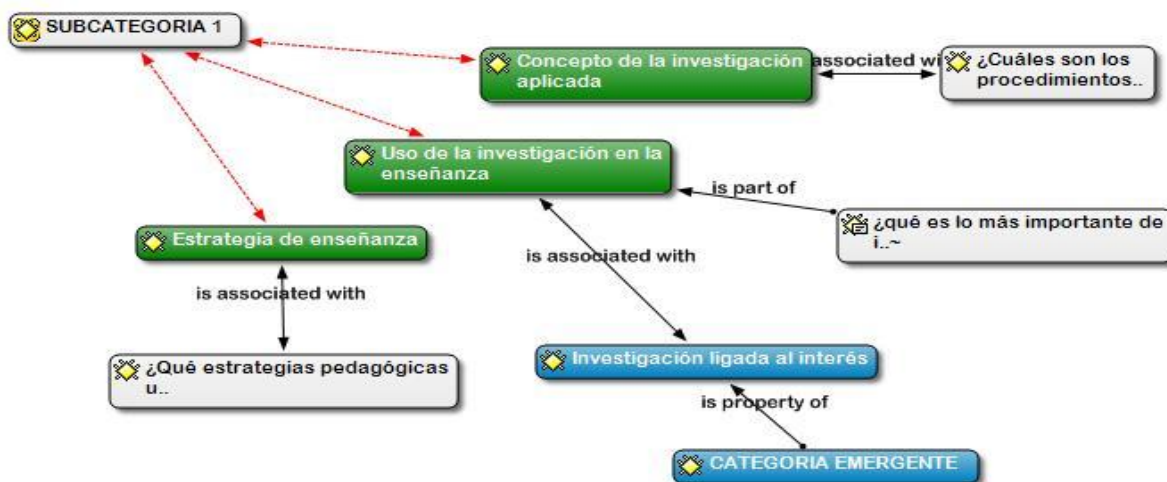 SUBCATEGORIA 1
Concepto de la investigación
aplicada
associated wi
¿Cuáles son los
procedimientos..
Uso de la investigación en la
enseñanza
is part of
¿qué es lo más importante de
i..~
Estrategia de enseñanza
is associated with
is associated with
¿Qué estrategias pedagógicas
u..
Investigación ligada al interés
is property of
CATEGORIA EMERGENTE